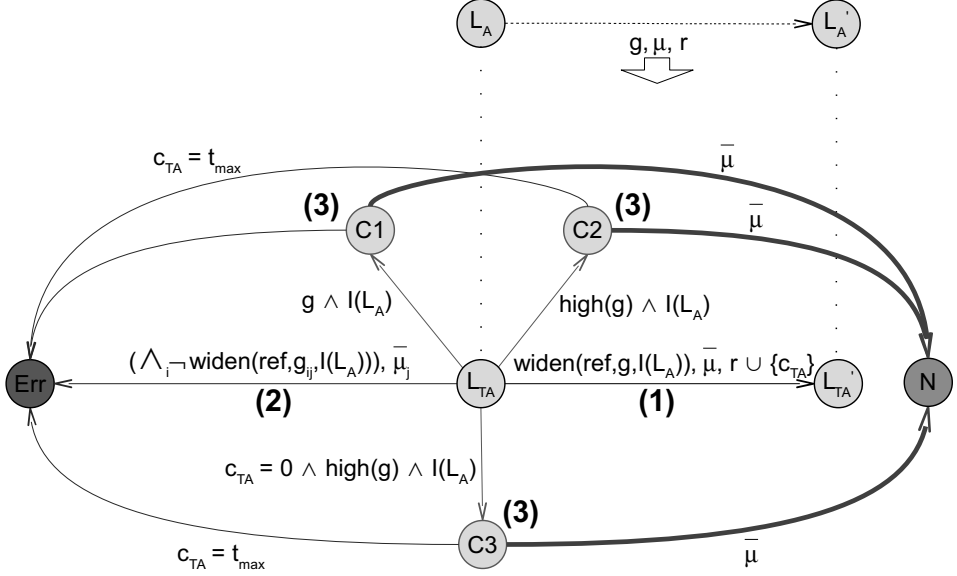 L_A L_A'
g, μ, r
c_TA = t_max
μ̄
(3) (3)
C1 C2
μ̄
g ∧ I(L_A) high(g) ∧ I(L_A)
(∧_i ¬ widen(ref,g_ij,I(L_A))), μ̄_j widen(ref,g,I(L_A)), μ̄, r ∪ {c_TA}
Err L_TA L_TA' N
(2) (1)
c_TA = 0 ∧ high(g) ∧ I(L_A)
(3)
C3
c_TA = t_max μ̄